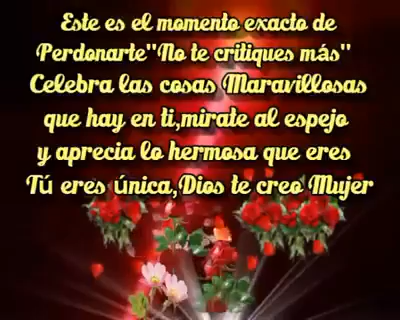 Este es el momento exacto de
Perdonarte"No te critiques más"
Celebra las cosas Maravillosas
que hay en ti,mirate al espejo
y aprecia lo hermosa que eres
Tú eres única,Dios te creo Mujer